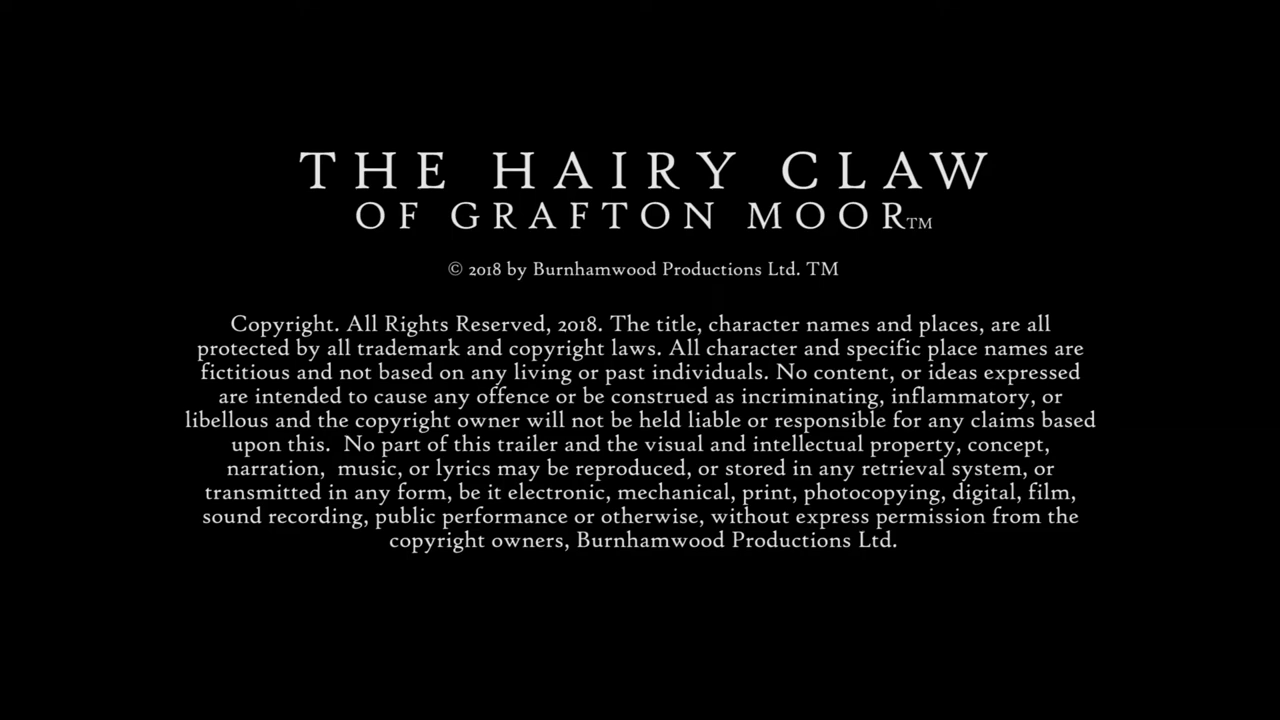 THE HAIRY CLAW
OF GRAFTON MOOR™
© 2018 by Burnhamwood Productions Ltd. TM
Copyright. All Rights Reserved, 2018. The title, character names and places, are all
protected by all trademark and copyright laws. All character and specific place names are
fictitious and not based on any living or past individuals. No content, or ideas expressed
are intended to cause any offence or be construed as incriminating, inflammatory, or
libellous and the copyright owner will not be held liable or responsible for any claims based
upon this.  No part of this trailer and the visual and intellectual property, concept,
narration,  music, or lyrics may be reproduced, or stored in any retrieval system, or
transmitted in any form, be it electronic, mechanical, print, photocopying, digital, film,
sound recording, public performance or otherwise, without express permission from the
copyright owners, Burnhamwood Productions Ltd.